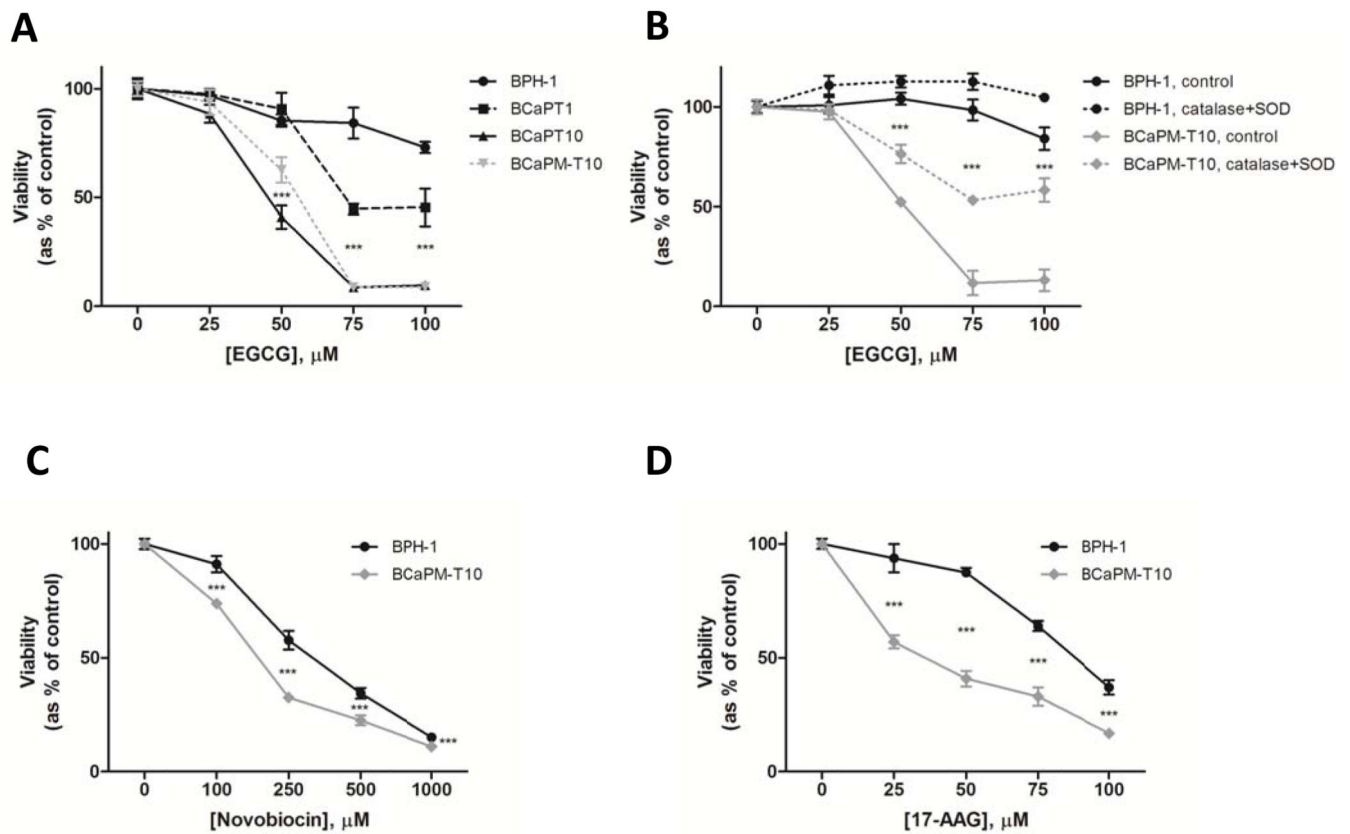 A
Viability
(as % of control)
100
50
0
0 25 50 75 100
[EGCG], μM
BPH-1
BCaPT1
BCaPT10
BCaPM-T10
*** *** ***
B
Viability
(as % of control)
100
50
0
0 25 50 75 100
[EGCG], μM
BPH-1, control
BPH-1, catalase+SOD
BCaPM-T10, control
BCaPM-T10, catalase+SOD
*** *** ***
C
Viability
(as % of control)
100
50
0
0 100 250 500 1000
[Novobiocin], μM
BPH-1
BCaPM-T10
*** *** *** ***
D
Viability
(as % of control)
100
50
0
0 25 50 75 100
[17-AAG], μM
BPH-1
BCaPM-T10
*** *** *** ***